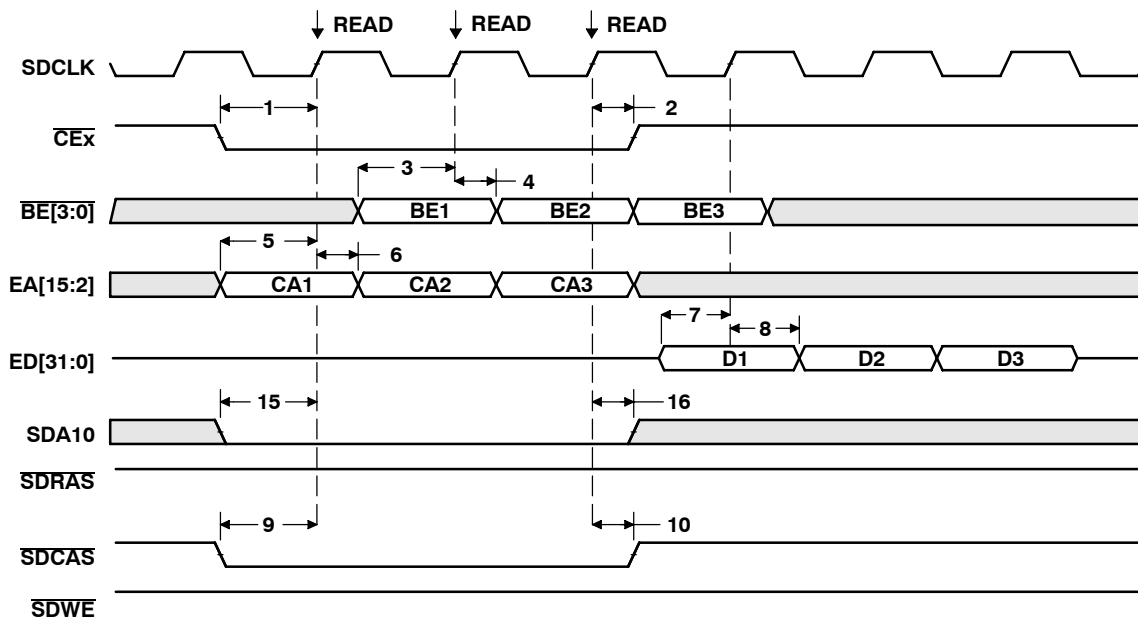 READ READ READ
SDCLK
1 2
CEx
3 4
BE[3:0] BE1 BE2 BE3
5 6
EA[15:2] CA1 CA2 CA3
7 8
ED[31:0] D1 D2 D3
15 16
SDA10
SDRAS
9 10
SDCAS
SDWE